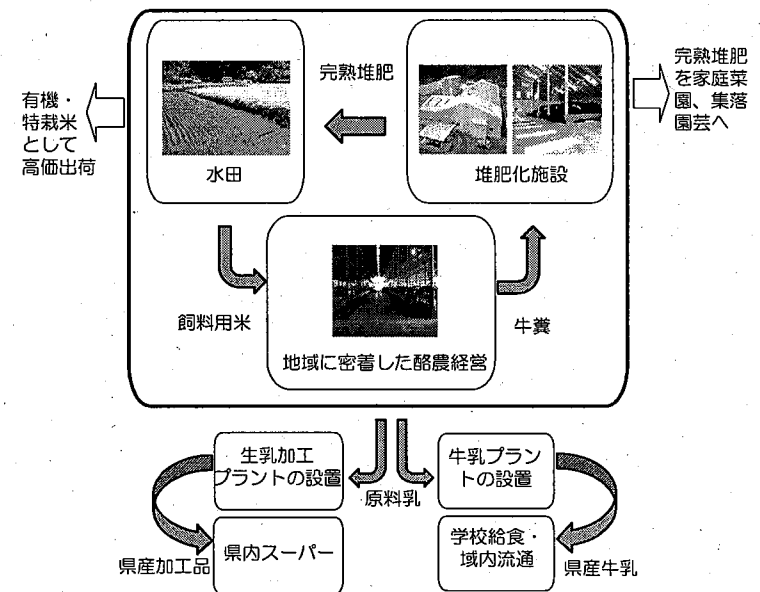 完熟堆肥
完熟堆肥
を家庭菜
園、集落
園芸へ
有機・
特栽米
として
高価出荷
水田
堆肥化施設
飼料用米
牛糞
地域に密着した酪農経営
生乳加工
プラントの設置
牛乳プラン
トの設置
原料乳
県内スーパー
学校給食・
域内流通
県産加工品
県産牛乳